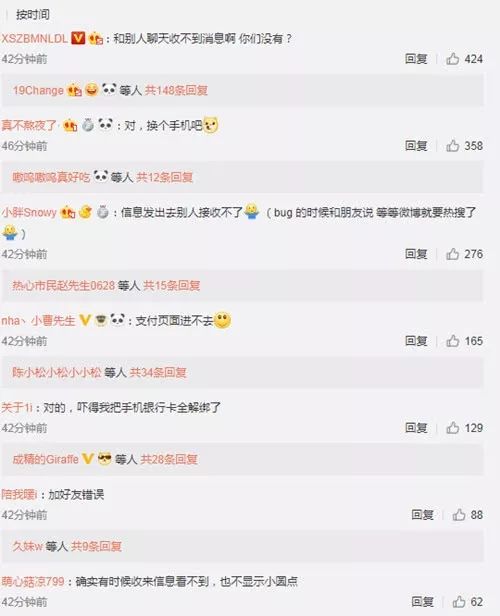 按时间
XSZBMNLDL：和别人聊天收不到消息啊 你们没有？
42分钟前 回复 424
19Change 等人 共148条回复
真不熬夜了：对，换个手机吧
46分钟前 回复 358
嗷呜嗷呜真好吃 等人 共12条回复
小胖Snowy：信息发出去别人接收不了（bug 的时候和朋友说 等等微博就要热搜了
）
42分钟前 回复 276
热心市民赵先生0628 等人 共15条回复
nha丶小曹先生：支付页面进不去
42分钟前 回复 165
陈小松小松小小松 等人 共34条回复
关于1i：对的，吓得我把手机银行卡全解绑了
42分钟前 回复 129
成精的Giraffe 等人 共28条回复
陪我嘿i：加好友错误
42分钟前 回复 88
久妹w 等人 共9条回复
萌心菇凉799：确实有时候收来信息看不到，也不显示小圆点
42分钟前 回复 62